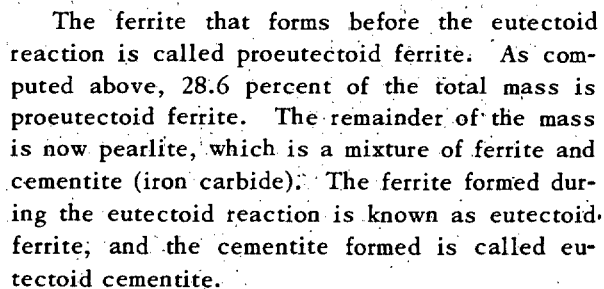 The ferrite that forms before the eutectoid
reaction is called proeutectoid ferrite. As com-
puted above, 28.6 percent of the total mass is
proeutectoid ferrite. The remainder of the mass
is now pearlite, which is a mixture of ferrite and
cementite (iron carbide). The ferrite formed dur-
ing the eutectoid reaction is known as eutectoid
ferrite, and the cementite formed is called eu-
tectoid cementite.